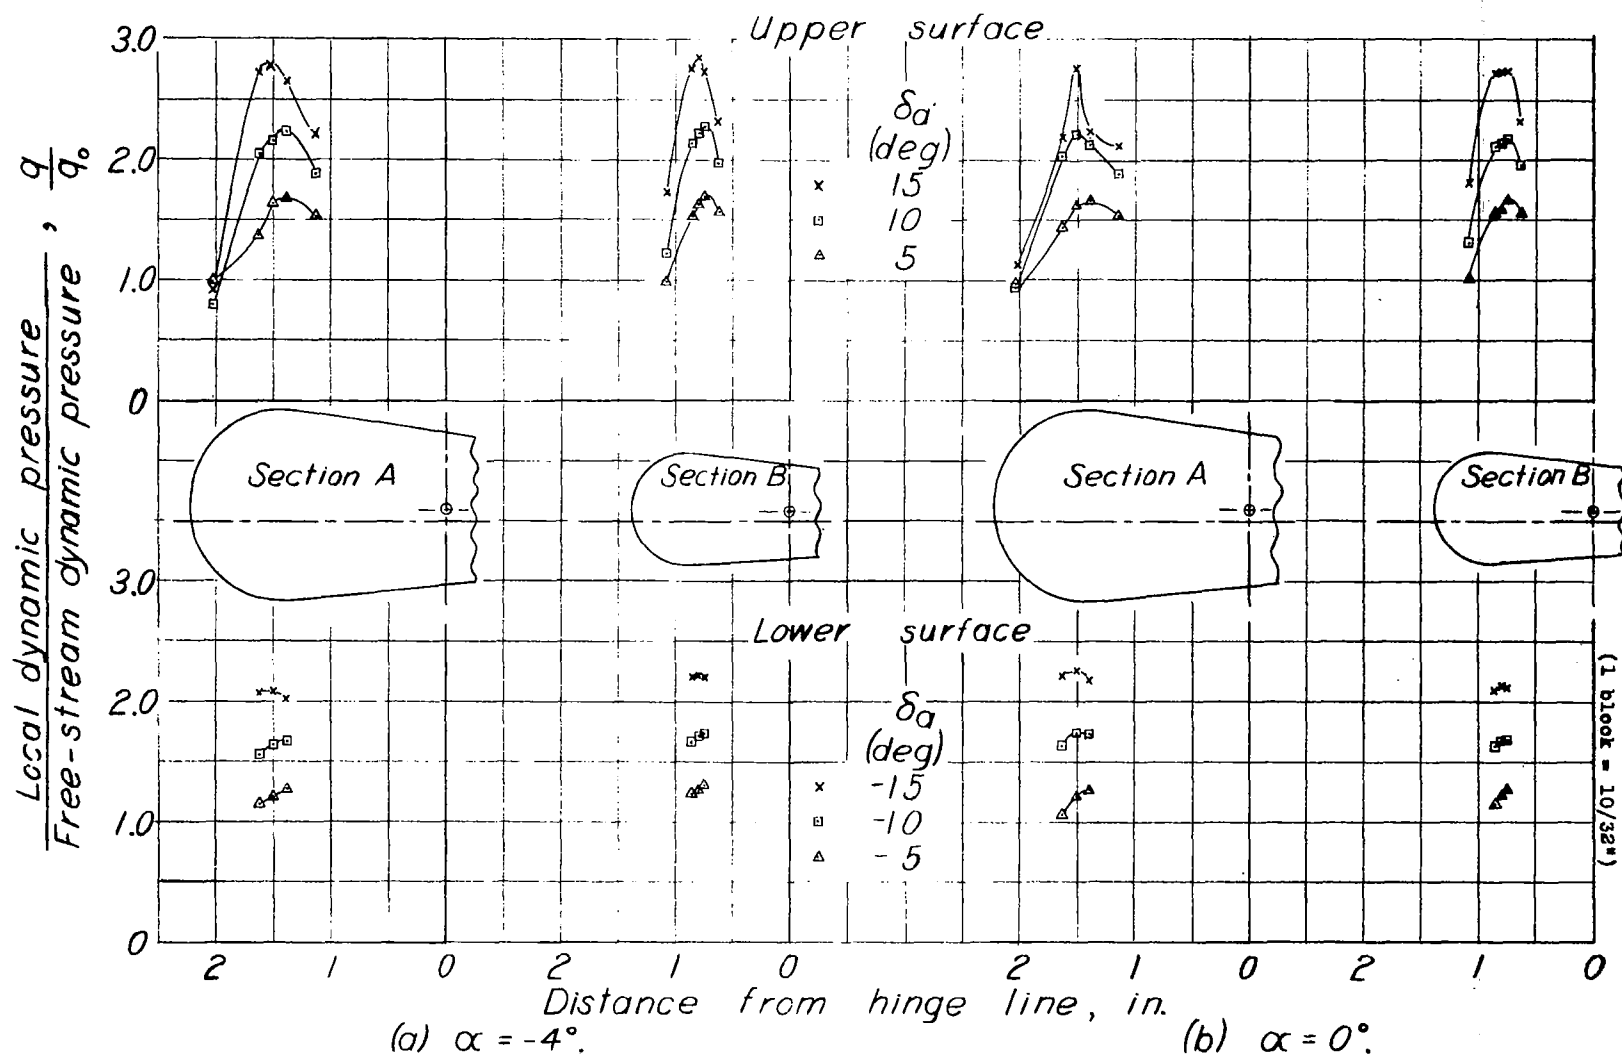 Upper surface
Local dynamic pressure / Free-stream dynamic pressure , q/q₀
3.0
2.0
1.0
0
δa
(deg)
× 15
□ 10
△ 5
Section A
Section B
Section A
Section B
Lower surface
3.0
2.0
1.0
0
δa
(deg)
× -15
□ -10
△ -5
(1 block = 10/32")
2 1 0 2 1 0 2 1 0 2 1 0
Distance from hinge line, in.
(a) α = -4°.
(b) α = 0°.